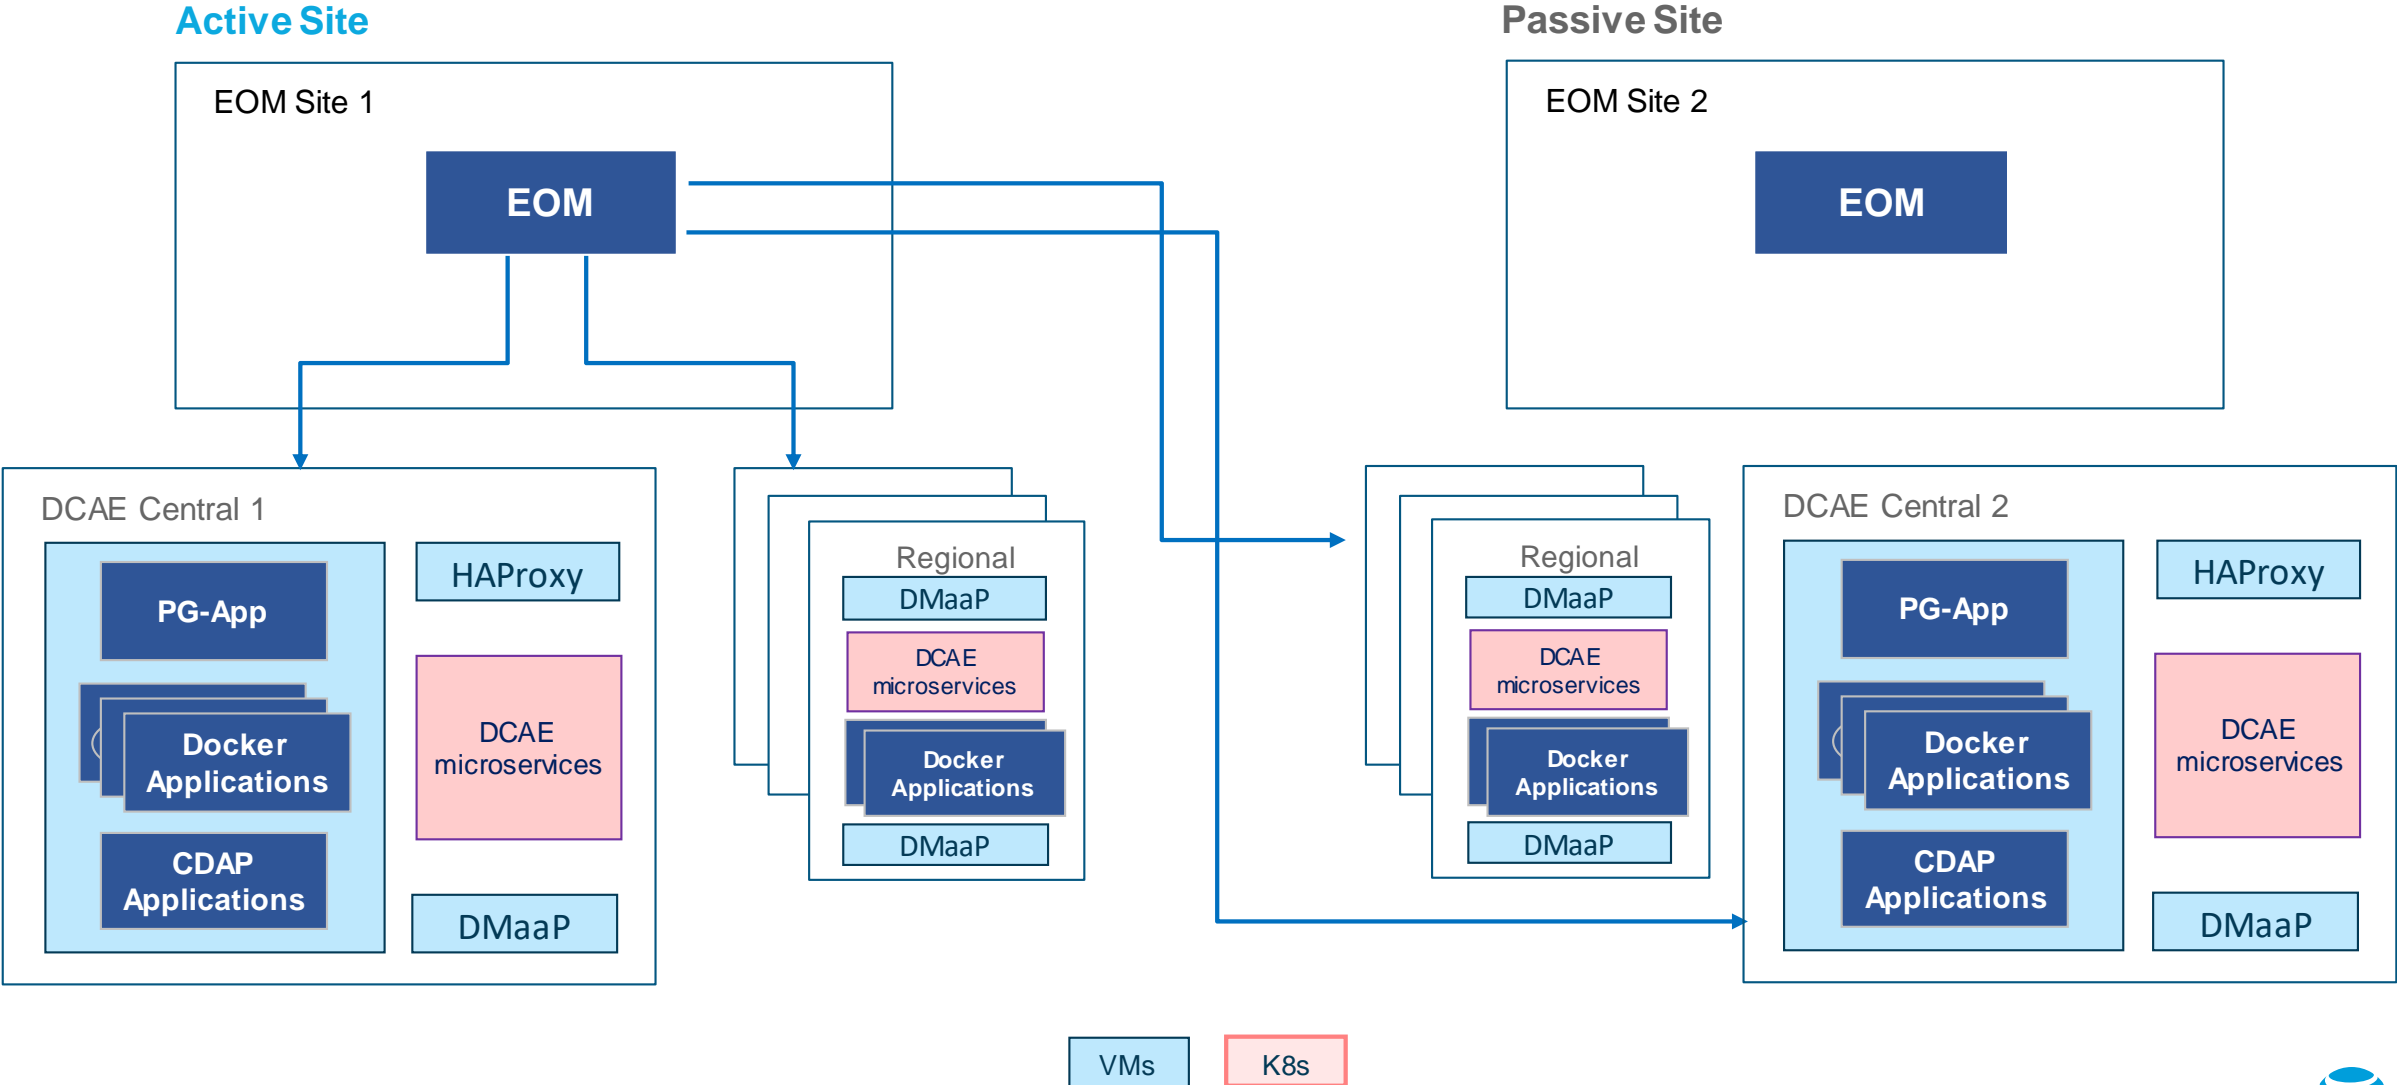 Active Site
Passive Site
EOM Site 1
EOM
EOM Site 2
EOM
DCAE Central 1
PG-App
Docker
Applications
CDAP
Applications
HAProxy
DCAE
microservices
DMaaP
Regional
DMaaP
DCAE
microservices
Docker
Applications
DMaaP
Regional
DMaaP
DCAE
microservices
Docker
Applications
DMaaP
DCAE Central 2
PG-App
Docker
Applications
CDAP
Applications
HAProxy
DCAE
microservices
DMaaP
VMs
K8s